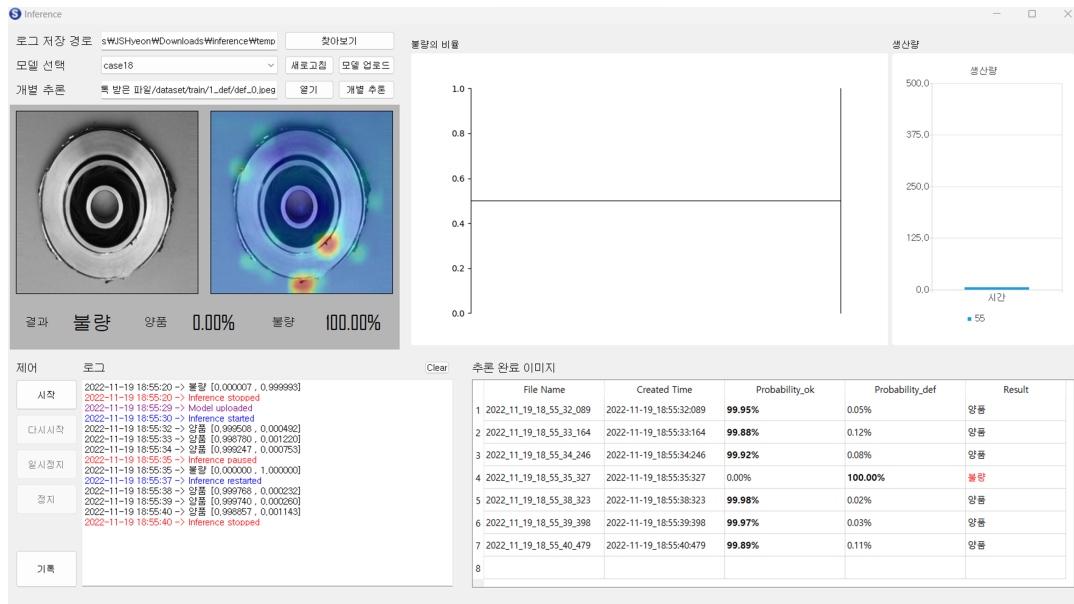 Inference
로그 저장 경로 s₩JSHyeon₩Downloads₩inference₩temp 찾아보기
모델 선택 case18 새로고침 모델 업로드
개별 추론 톡 받은 파일/dataset/train/1_def/def_0.jpeg 열기 개별 추론
결과 불량 양품 0.00% 불량 100.00%
불량의 비율
1.0
0.8
0.6
0.4
0.2
0.0
생산량
생산량
500.0
375.0
250.0
125.0
0.0
시간
55
제어
시작
다시시작
일시정지
정지
기록
로그 Clear
2022-11-19 18:55:20 -> 불량 [0.000007 , 0.999993]
2022-11-19 18:55:20 -> Inference stopped
2022-11-19 18:55:29 -> Model uploaded
2022-11-19 18:55:30 -> Inference started
2022-11-19 18:55:32 -> 양품 [0.999508 , 0.000492]
2022-11-19 18:55:33 -> 양품 [0.998780 , 0.001220]
2022-11-19 18:55:34 -> 양품 [0.999247 , 0.000753]
2022-11-19 18:55:35 -> Inference paused
2022-11-19 18:55:35 -> 불량 [0.000000 , 1.000000]
2022-11-19 18:55:37 -> Inference restarted
2022-11-19 18:55:38 -> 양품 [0.999768 , 0.000232]
2022-11-19 18:55:39 -> 양품 [0.999740 , 0.000260]
2022-11-19 18:55:40 -> 양품 [0.998857 , 0.001143]
2022-11-19 18:55:40 -> Inference stopped
추론 완료 이미지
File Name Created Time Probability_ok Probability_def Result
1 2022_11_19_18_55_32_089 2022-11-19_18:55:32:089 99.95% 0.05% 양품
2 2022_11_19_18_55_33_164 2022-11-19_18:55:33:164 99.88% 0.12% 양품
3 2022_11_19_18_55_34_246 2022-11-19_18:55:34:246 99.92% 0.08% 양품
4 2022_11_19_18_55_35_327 2022-11-19_18:55:35:327 0.00% 100.00% 불량
5 2022_11_19_18_55_38_323 2022-11-19_18:55:38:323 99.98% 0.02% 양품
6 2022_11_19_18_55_39_398 2022-11-19_18:55:39:398 99.97% 0.03% 양품
7 2022_11_19_18_55_40_479 2022-11-19_18:55:40:479 99.89% 0.11% 양품
8